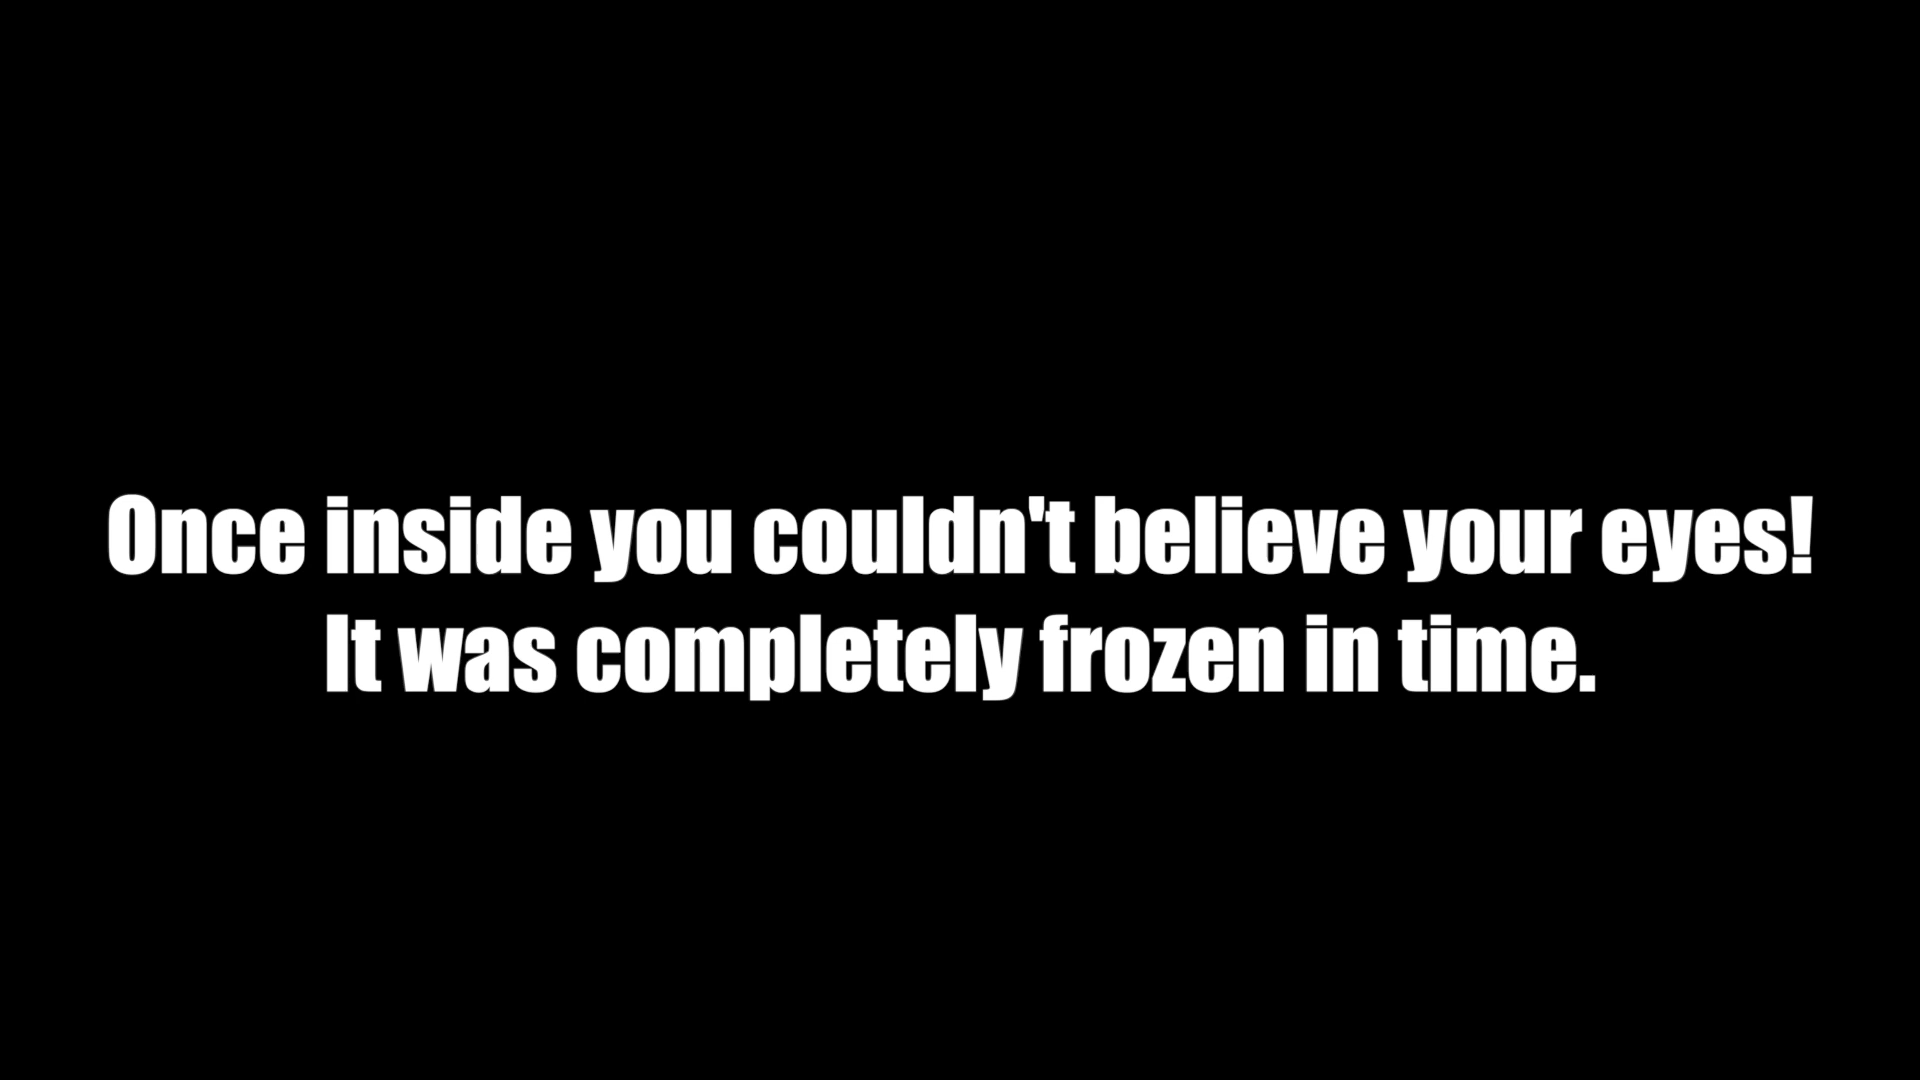 Once inside you couldn't believe your eyes!
It was completely frozen in time.